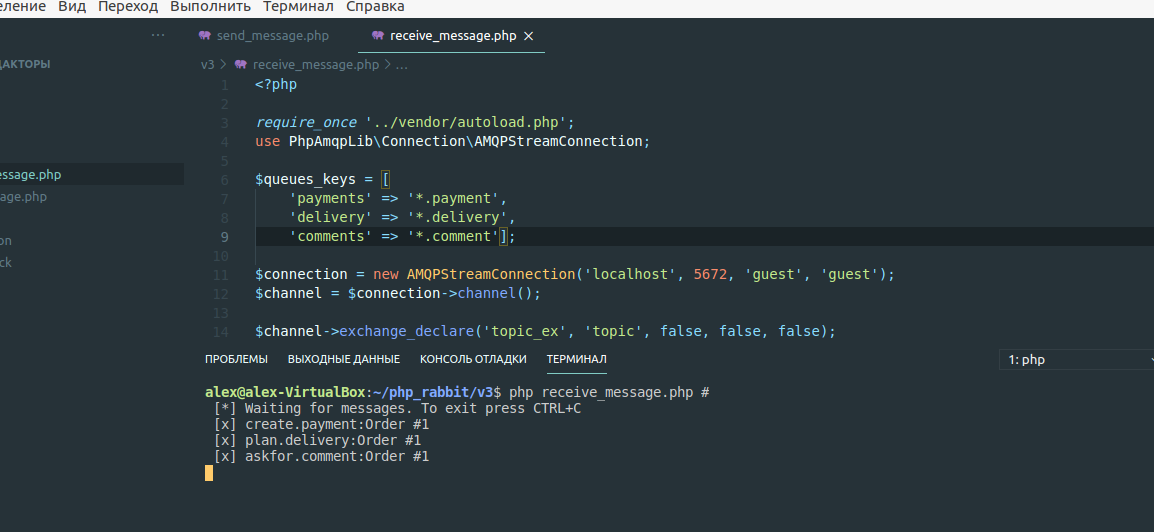 еление Вид Переход Выполнить Терминал Справка
... send_message.php receive_message.php ×
ДАКТОРЫ
v3 > receive_message.php > ...
1 <?php
2
3 require_once '../vendor/autoload.php';
4 use PhpAmqpLib\Connection\AMQPStreamConnection;
5
essage.php
6 $queues_keys = [
age.php
7 'payments' => '*.payment',
8 'delivery' => '*.delivery',
on
9 'comments' => '*.comment'];
ck
10
11 $connection = new AMQPStreamConnection('localhost', 5672, 'guest', 'guest');
12 $channel = $connection->channel();
13
14 $channel->exchange_declare('topic_ex', 'topic', false, false, false);
ПРОБЛЕМЫ ВЫХОДНЫЕ ДАННЫЕ КОНСОЛЬ ОТЛАДКИ ТЕРМИНАЛ 1: php
alex@alex-VirtualBox:~/php_rabbit/v3$ php receive_message.php #
[*] Waiting for messages. To exit press CTRL+C
[x] create.payment:Order #1
[x] plan.delivery:Order #1
[x] askfor.comment:Order #1